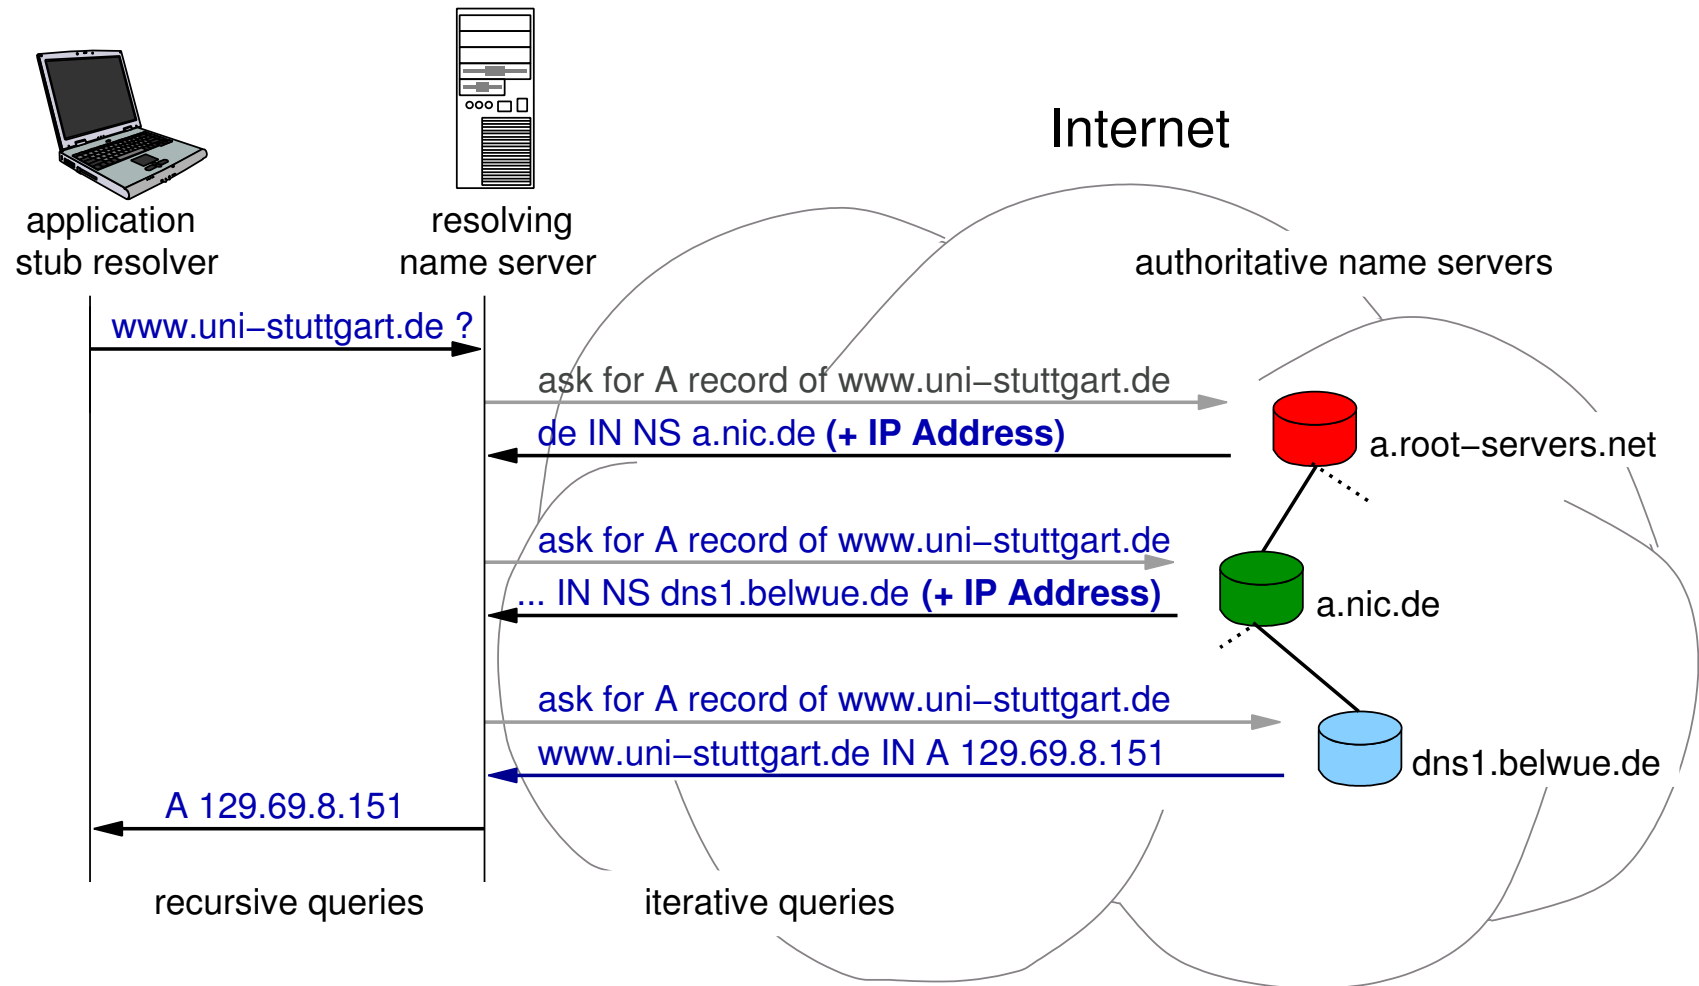 Internet
application
stub resolver
resolving
name server
authoritative name servers
www.uni–stuttgart.de ?
ask for A record of www.uni–stuttgart.de
de IN NS a.nic.de (+ IP Address)
a.root–servers.net
ask for A record of www.uni–stuttgart.de
... IN NS dns1.belwue.de (+ IP Address)
a.nic.de
ask for A record of www.uni–stuttgart.de
www.uni–stuttgart.de IN A 129.69.8.151
dns1.belwue.de
A 129.69.8.151
recursive queries
iterative queries